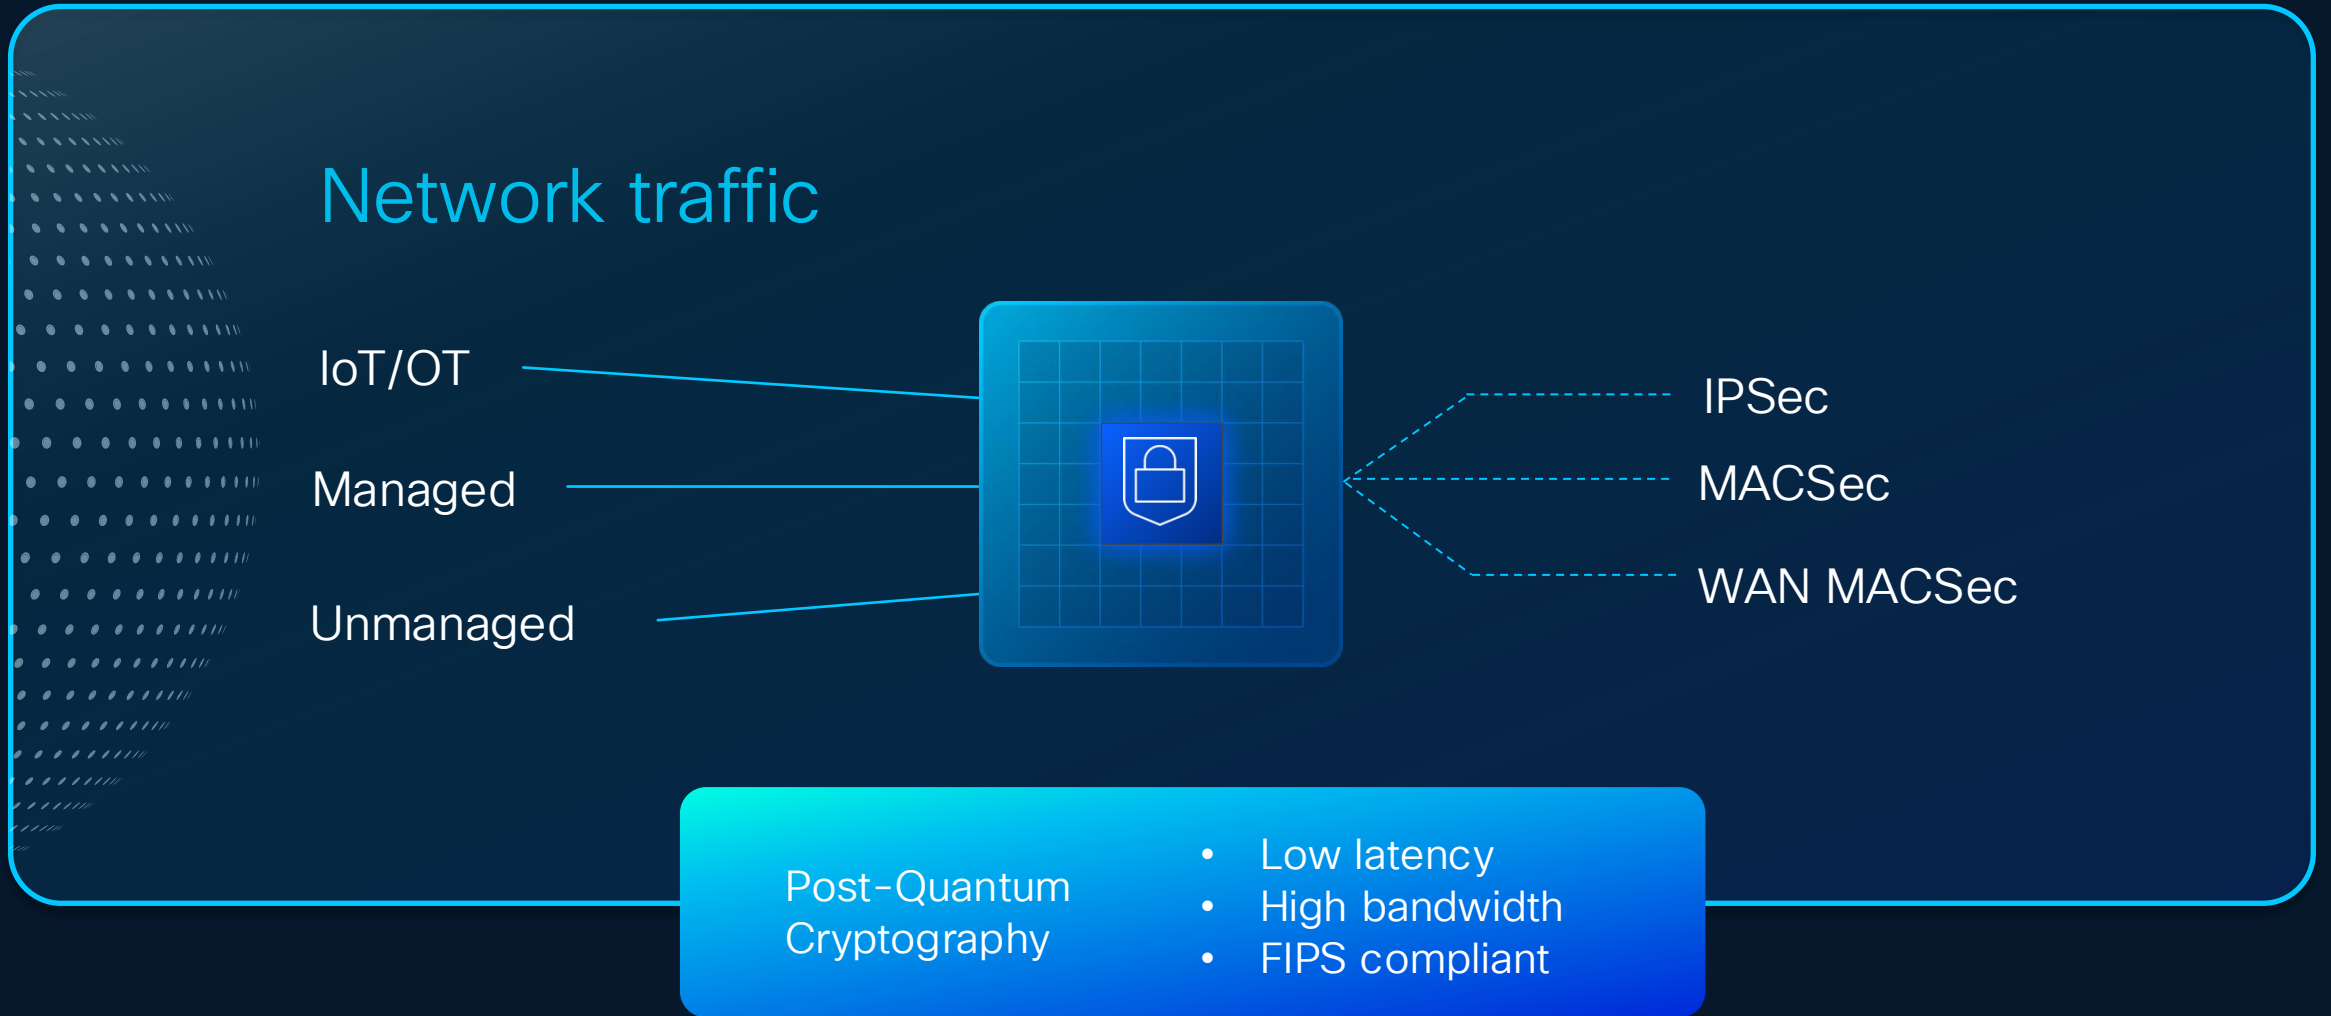 Network traffic
IoT/OT
Managed
Unmanaged
IPSec
MACSec
WAN MACSec
Post-Quantum
Cryptography
• Low latency
• High bandwidth
• FIPS compliant